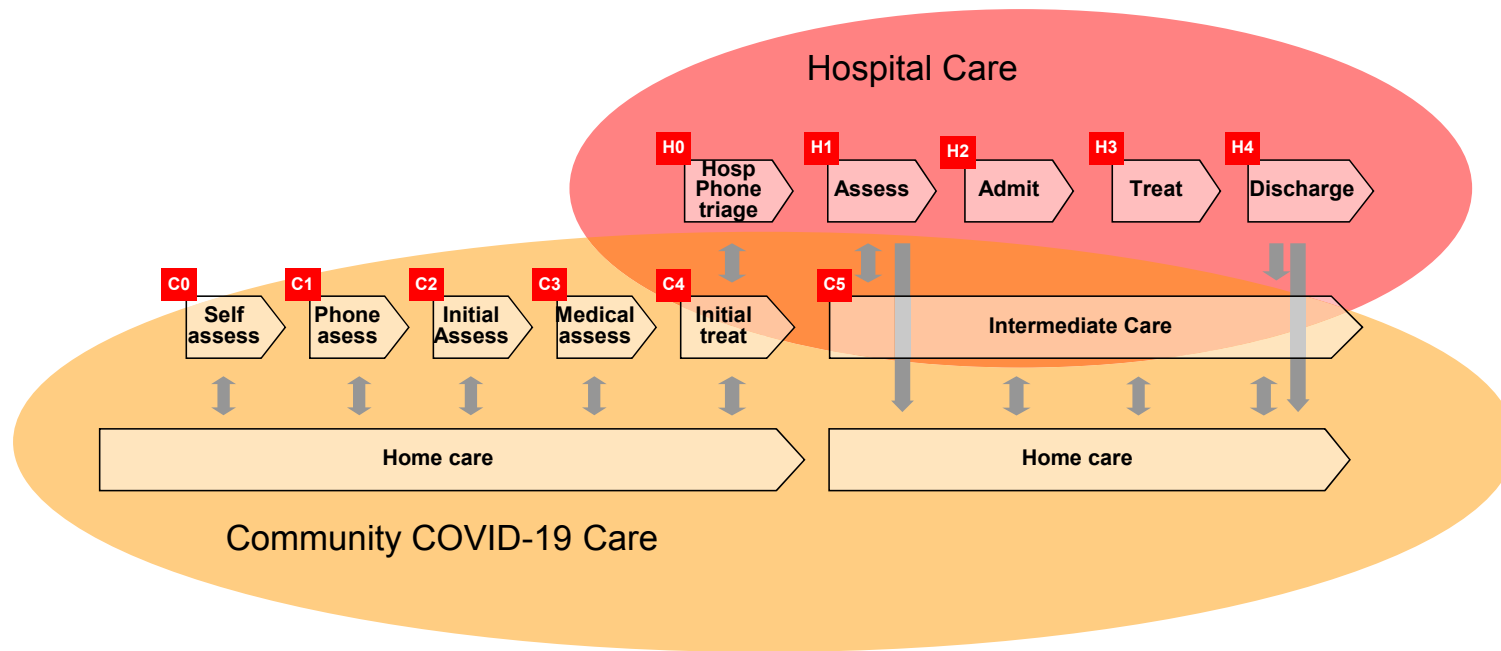 Hospital Care
H0
H1
H2
H3
H4
Hosp
Phone
triage
Assess
Admit
Treat
Discharge
C0
C1
C2
C3
C4
C5
Self
assess
Phone
asess
Initial
Assess
Medical
assess
Initial
treat
Intermediate Care
Home care
Home care
Community COVID-19 Care